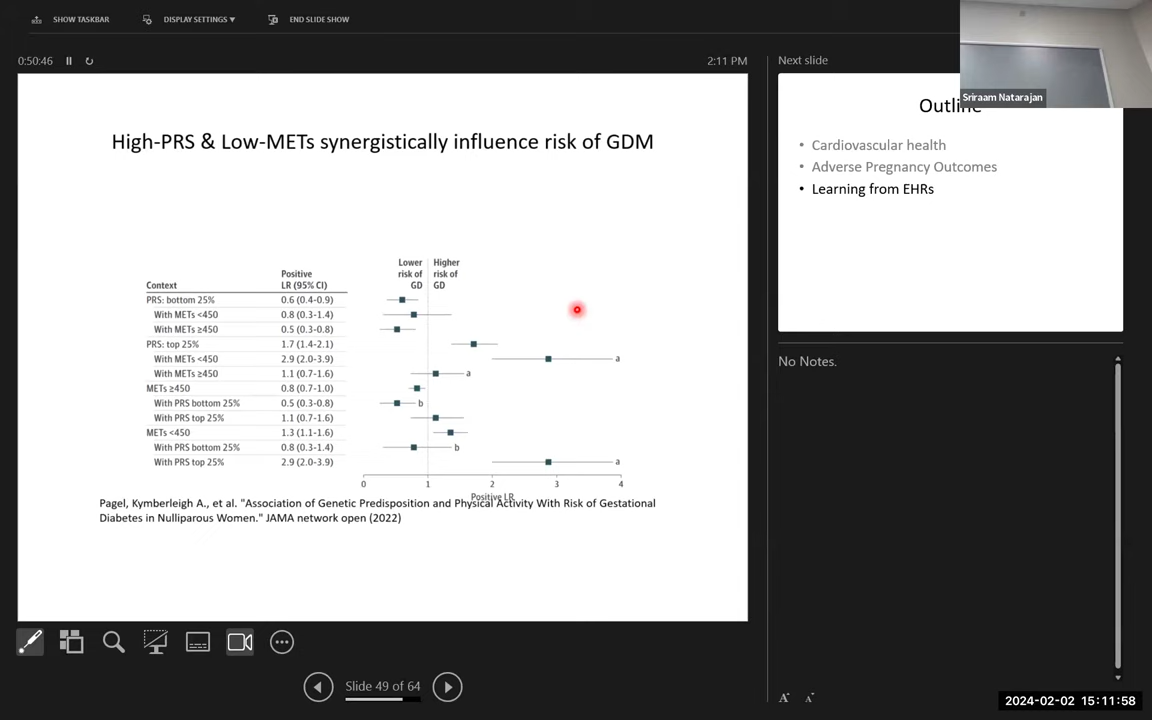 SHOW TASKBAR
DISPLAY SETTINGS ▼
END SLIDE SHOW
0:50:46
2:11 PM
High-PRS & Low-METs synergistically influence risk of GDM
Lower risk of GD
Higher risk of GD
Context Positive LR (95% CI)
PRS: bottom 25% 0.6 (0.4-0.9)
With METs <450 0.8 (0.3-1.4)
With METs ≥450 0.5 (0.3-0.8)
PRS: top 25% 1.7 (1.4-2.1)
With METs <450 2.9 (2.0-3.9) a
With METs ≥450 1.1 (0.7-1.6) a
METs ≥450 0.8 (0.7-1.0)
With PRS bottom 25% 0.5 (0.3-0.8) b
With PRS top 25% 1.1 (0.7-1.6)
METs <450 1.3 (1.1-1.6)
With PRS bottom 25% 0.8 (0.3-1.4) b
With PRS top 25% 2.9 (2.0-3.9) a
0 1 2 3 4
Positive LR
Pagel, Kymberleigh A., et al. "Association of Genetic Predisposition and Physical Activity With Risk of Gestational
Diabetes in Nulliparous Women." JAMA network open (2022)
Slide 49 of 64
Next slide
Sriraam Natarajan
Outline
• Cardiovascular health
• Adverse Pregnancy Outcomes
• Learning from EHRs
No Notes.
A A
2024-02-02 15:11:58